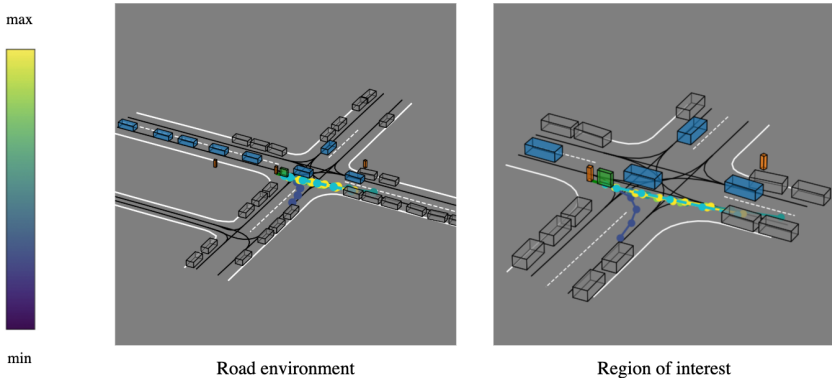 max
min
Road environment
Region of interest